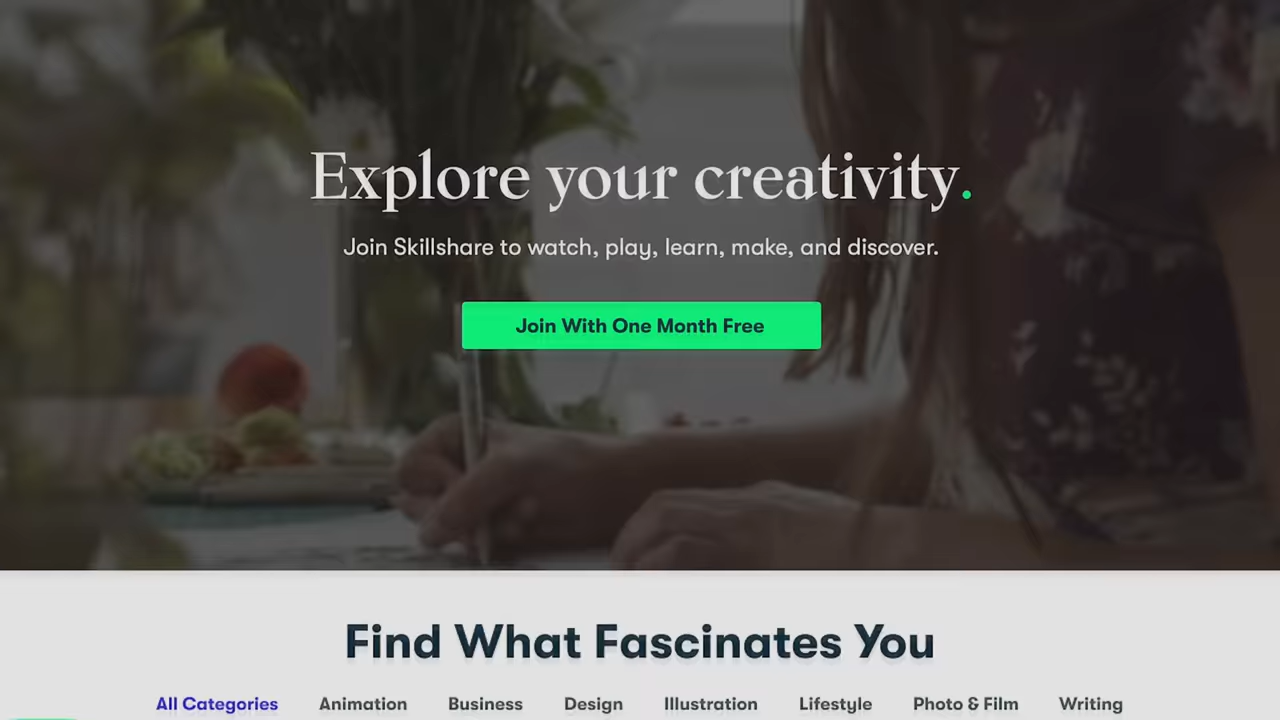 Explore your creativity.
Join Skillshare to watch, play, learn, make, and discover.
Join With One Month Free
Find What Fascinates You
All Categories Animation Business Design Illustration Lifestyle Photo & Film Writing